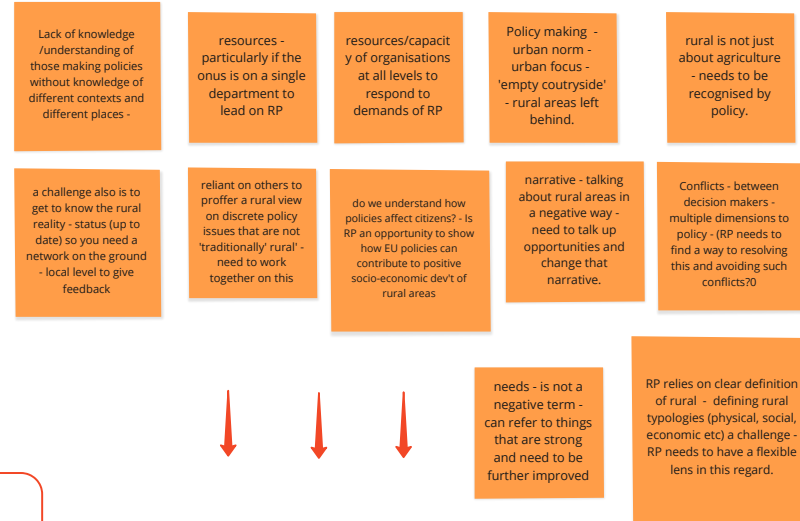 Lack of knowledge
/understanding of
those making policies
without knowledge of
different contexts and
different places -
resources -
particularly if the
onus is on a single
department to
lead on RP
resources/capacit
y of organisations
at all levels to
respond to
demands of RP
Policy making -
urban norm -
urban focus -
'empty coutryside'
- rural areas left
behind.
rural is not just
about agriculture
- needs to be
recognised by
policy.
a challenge also is to
get to know the rural
reality - status (up to
date) so you need a
network on the ground
- local level to give
feedback
reliant on others to
proffer a rural view
on discrete policy
issues that are not
'traditionally' rural' -
need to work
together on this
do we understand how
policies affect citizens? - Is
RP an opportunity to show
how EU policies can
contribute to positive
socio-economic dev't of
rural areas
narrative - talking
about rural areas in
a negative way -
need to talk up
opportunities and
change that
narrative.
Conflicts - between
decision makers -
multiple dimensions to
policy - (RP needs to
find a way to resolving
this and avoiding such
conflicts?0
needs - is not a
negative term -
can refer to things
that are strong
and need to be
further improved
RP relies on clear definition
of rural - defining rural
typologies (physical, social,
economic etc) a challenge -
RP needs to have a flexible
lens in this regard.